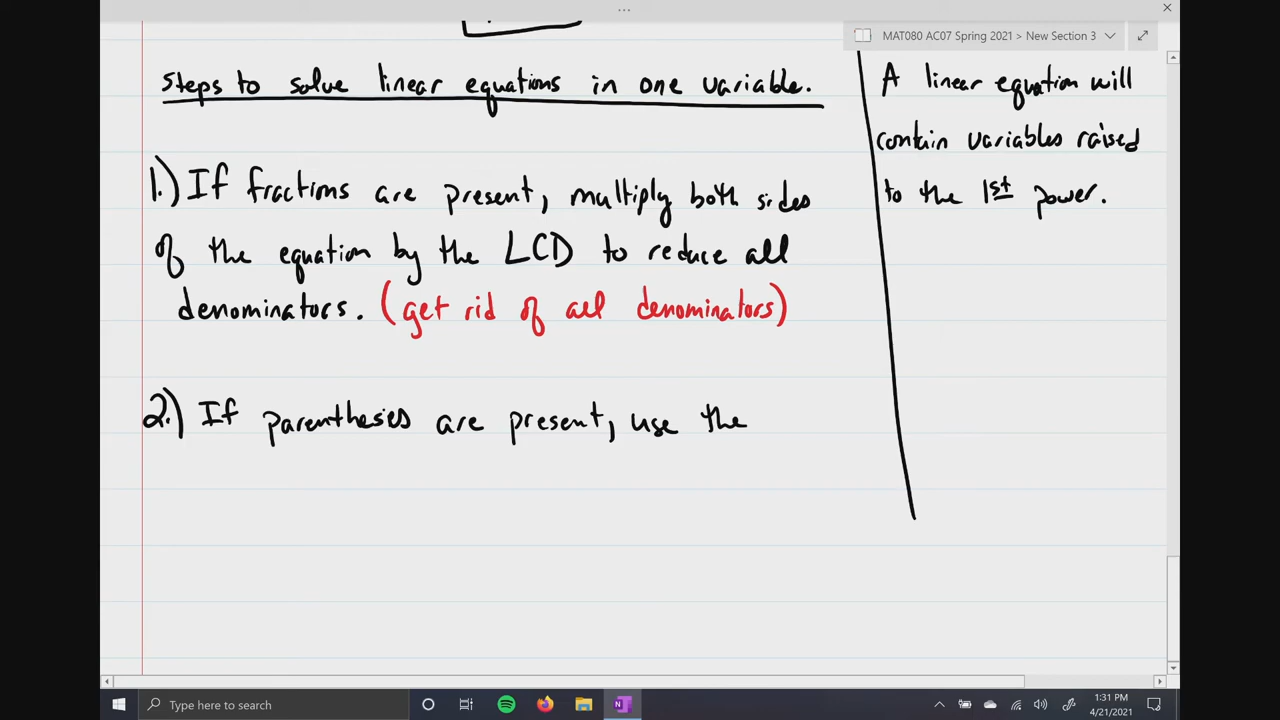 MAT080 AC07 Spring 2021 > New Section 3
Steps to solve linear equations in one variable.
1.) If fractions are present, multiply both sides
of the equation by the LCD to reduce all
denominators. (get rid of all denominators)
2.) If parentheses are present, use the
A linear equation will
contain variables raised
to the 1st power.
Type here to search
1:31 PM
4/21/2021